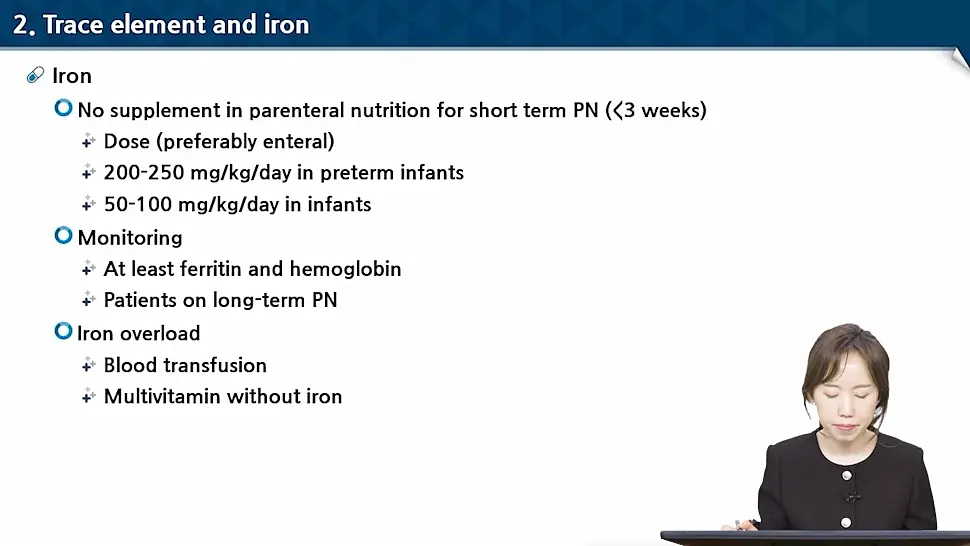 2. Trace element and iron
Iron
No supplement in parenteral nutrition for short term PN (<3 weeks)
Dose (preferably enteral)
200-250 mg/kg/day in preterm infants
50-100 mg/kg/day in infants
Monitoring
At least ferritin and hemoglobin
Patients on long-term PN
Iron overload
Blood transfusion
Multivitamin without iron